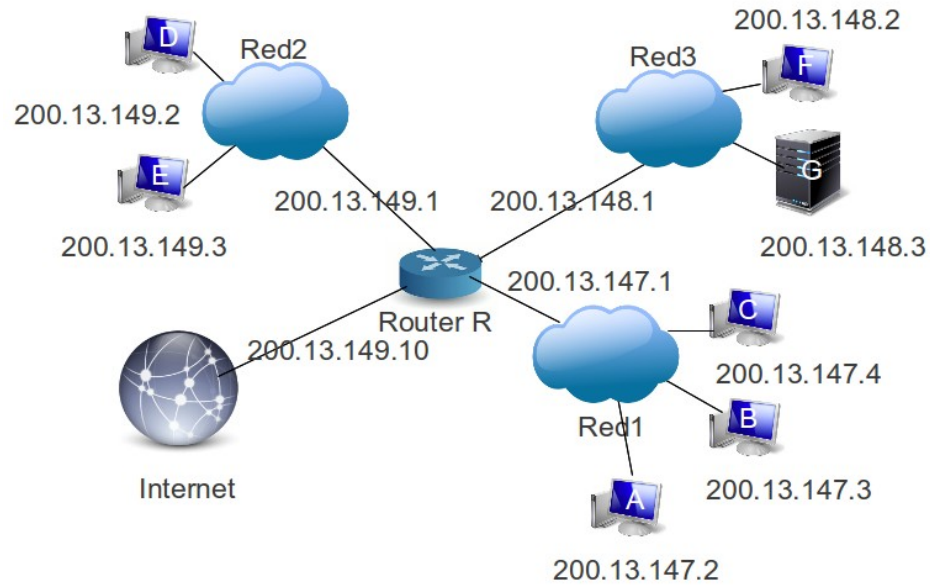 D
Red2
200.13.149.2
E
200.13.149.3
200.13.149.1
200.13.148.2
Red3
F
G
200.13.148.1
200.13.148.3
Router R
200.13.147.1
200.13.149.10
Internet
C
200.13.147.4
Red1
B
200.13.147.3
A
200.13.147.2